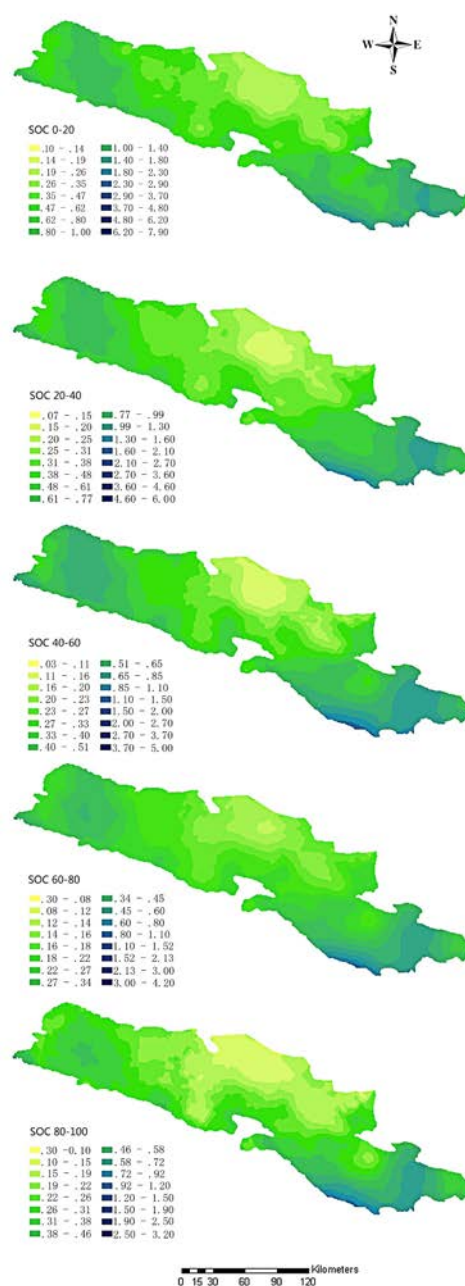 N
W E
S
SOC 0-20
.10 - .14 1.00 - 1.40
.14 - .19 1.40 - 1.80
.19 - .26 1.80 - 2.30
.26 - .35 2.30 - 2.90
.35 - .47 2.90 - 3.70
.47 - .62 3.70 - 4.80
.62 - .80 4.80 - 6.20
.80 - 1.00 6.20 - 7.90
SOC 20-40
.07 - .15 .77 - .99
.15 - .20 .99 - 1.30
.20 - .25 1.30 - 1.60
.25 - .31 1.60 - 2.10
.31 - .38 2.10 - 2.70
.38 - .48 2.70 - 3.60
.48 - .61 3.60 - 4.60
.61 - .77 4.60 - 6.00
SOC 40-60
.03 - .11 .51 - .65
.11 - .16 .65 - .85
.16 - .20 .85 - 1.10
.20 - .23 1.10 - 1.50
.23 - .27 1.50 - 2.00
.27 - .33 2.00 - 2.70
.33 - .40 2.70 - 3.70
.40 - .51 3.70 - 5.00
SOC 60-80
.30 - .08 .34 - .45
.08 - .12 .45 - .60
.12 - .14 .60 - .80
.14 - .16 .80 - 1.10
.16 - .18 1.10 - 1.52
.18 - .22 1.52 - 2.13
.22 - .27 2.13 - 3.00
.27 - .34 3.00 - 4.20
SOC 80-100
.30 -0.10 .46 - .58
.10 - .15 .58 - .72
.15 - .19 .72 - .92
.19 - .22 .92 - 1.20
.22 - .26 1.20 - 1.50
.26 - .31 1.50 - 1.90
.31 - .38 1.90 - 2.50
.38 - .46 2.50 - 3.20
Kilometers
0 15 30 60 90 120